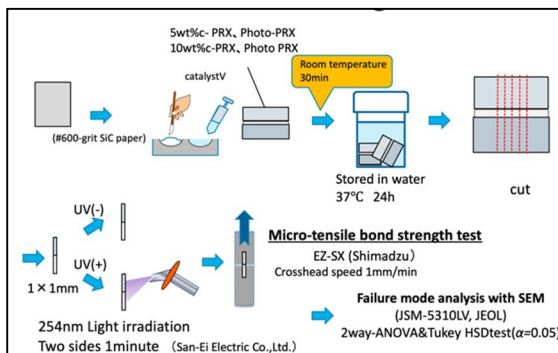 5wt%c- PRX、Photo-PRX
10wt%c-PRX、Photo PRX
catalystV
Room temperature
30min
(#600-grit SiC paper)
Stored in water
37℃ 24h
cut
UV(-)
UV(+)
1×1mm
Micro-tensile bond strength test
EZ-SX (Shimadzu)
Crosshead speed 1mm/min
254nm Light irradiation
Two sides 1minute (San-Ei Electric Co.,Ltd.)
Failure mode analysis with SEM
(JSM-5310LV, JEOL)
2way-ANOVA&Tukey HSDtest(α=0.05)